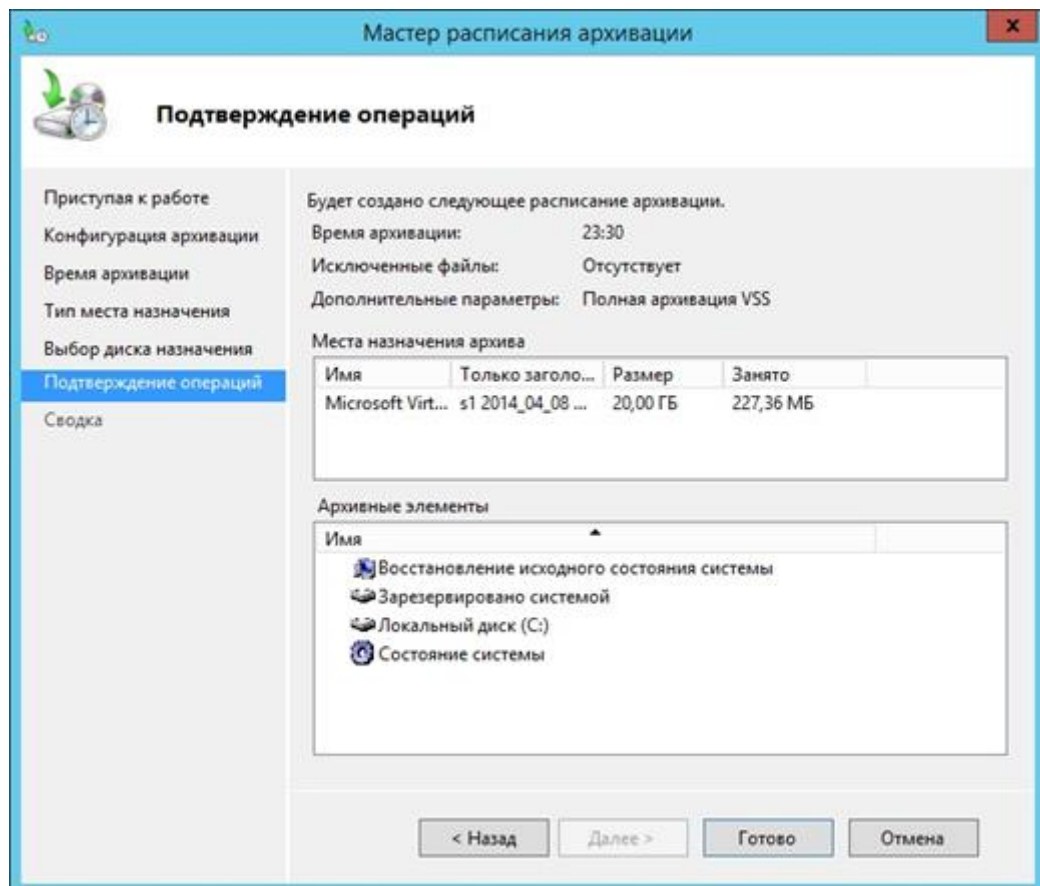 Мастер расписания архивации
x
Подтверждение операций
Приступая к работе
Конфигурация архивации
Время архивации
Тип места назначения
Выбор диска назначения
Подтверждение операций
Сводка
Будет создано следующее расписание архивации.
Время архивации: 23:30
Исключенные файлы: Отсутствует
Дополнительные параметры: Полная архивация VSS
Места назначения архива
Имя Только заголо... Размер Занято
Microsoft Virt... s1 2014_04_08 ... 20,00 ГБ 227,36 МБ
Архивные элементы
Имя
Восстановление исходного состояния системы
Зарезервировано системой
Локальный диск (C:)
Состояние системы
< Назад Далее > Готово Отмена